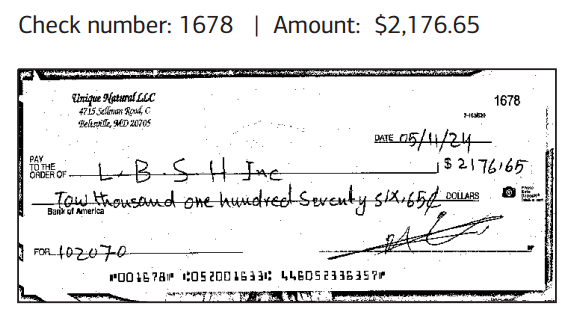 Check number: 1678 | Amount: $2,176.65
Unique Natural LLC
4715 Sellman Road, C
Beltsville, MD 20705
1678
DATE 05/11/24
PAY TO THE ORDER OF L. B. S H Inc $ 2176.65
Tow thousand one hundred Seventy six, 65¢ DOLLARS
Bank of America
FOR 102070
⑈001678⑈ ⑆052001633⑆ 446052336357⑈